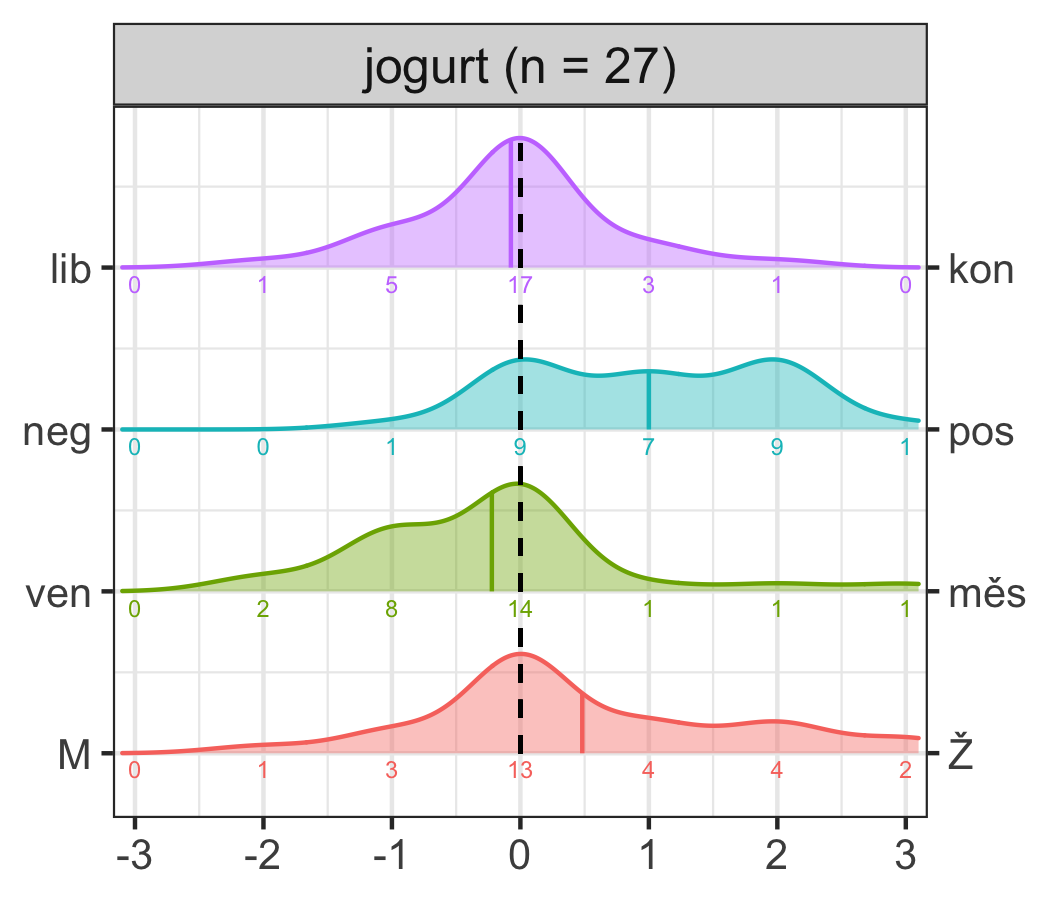 jogurt (n = 27)
lib kon
0 1 5 17 3 1 0
neg pos
0 0 1 9 7 9 1
ven měs
0 2 8 14 1 1 1
M Ž
0 1 3 13 4 4 2
-3 -2 -1 0 1 2 3